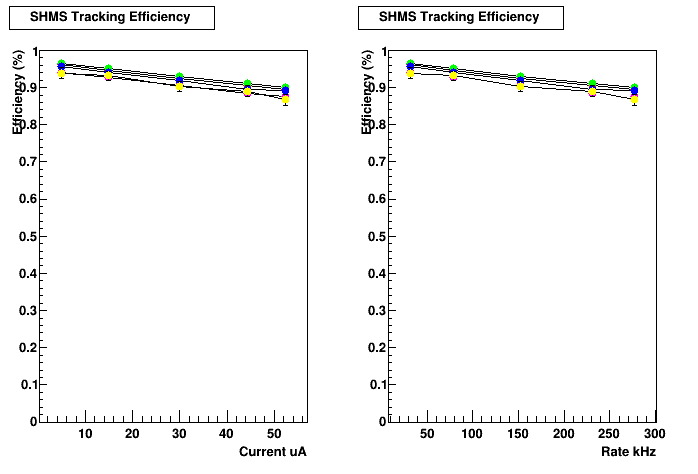 SHMS Tracking Efficiency
Efficiency (%)
1
0.9
0.8
0.7
0.6
0.5
0.4
0.3
0.2
0.1
0
10 20 30 40 50
Current uA
SHMS Tracking Efficiency
Efficiency (%)
1
0.9
0.8
0.7
0.6
0.5
0.4
0.3
0.2
0.1
0
50 100 150 200 250 300
Rate kHz